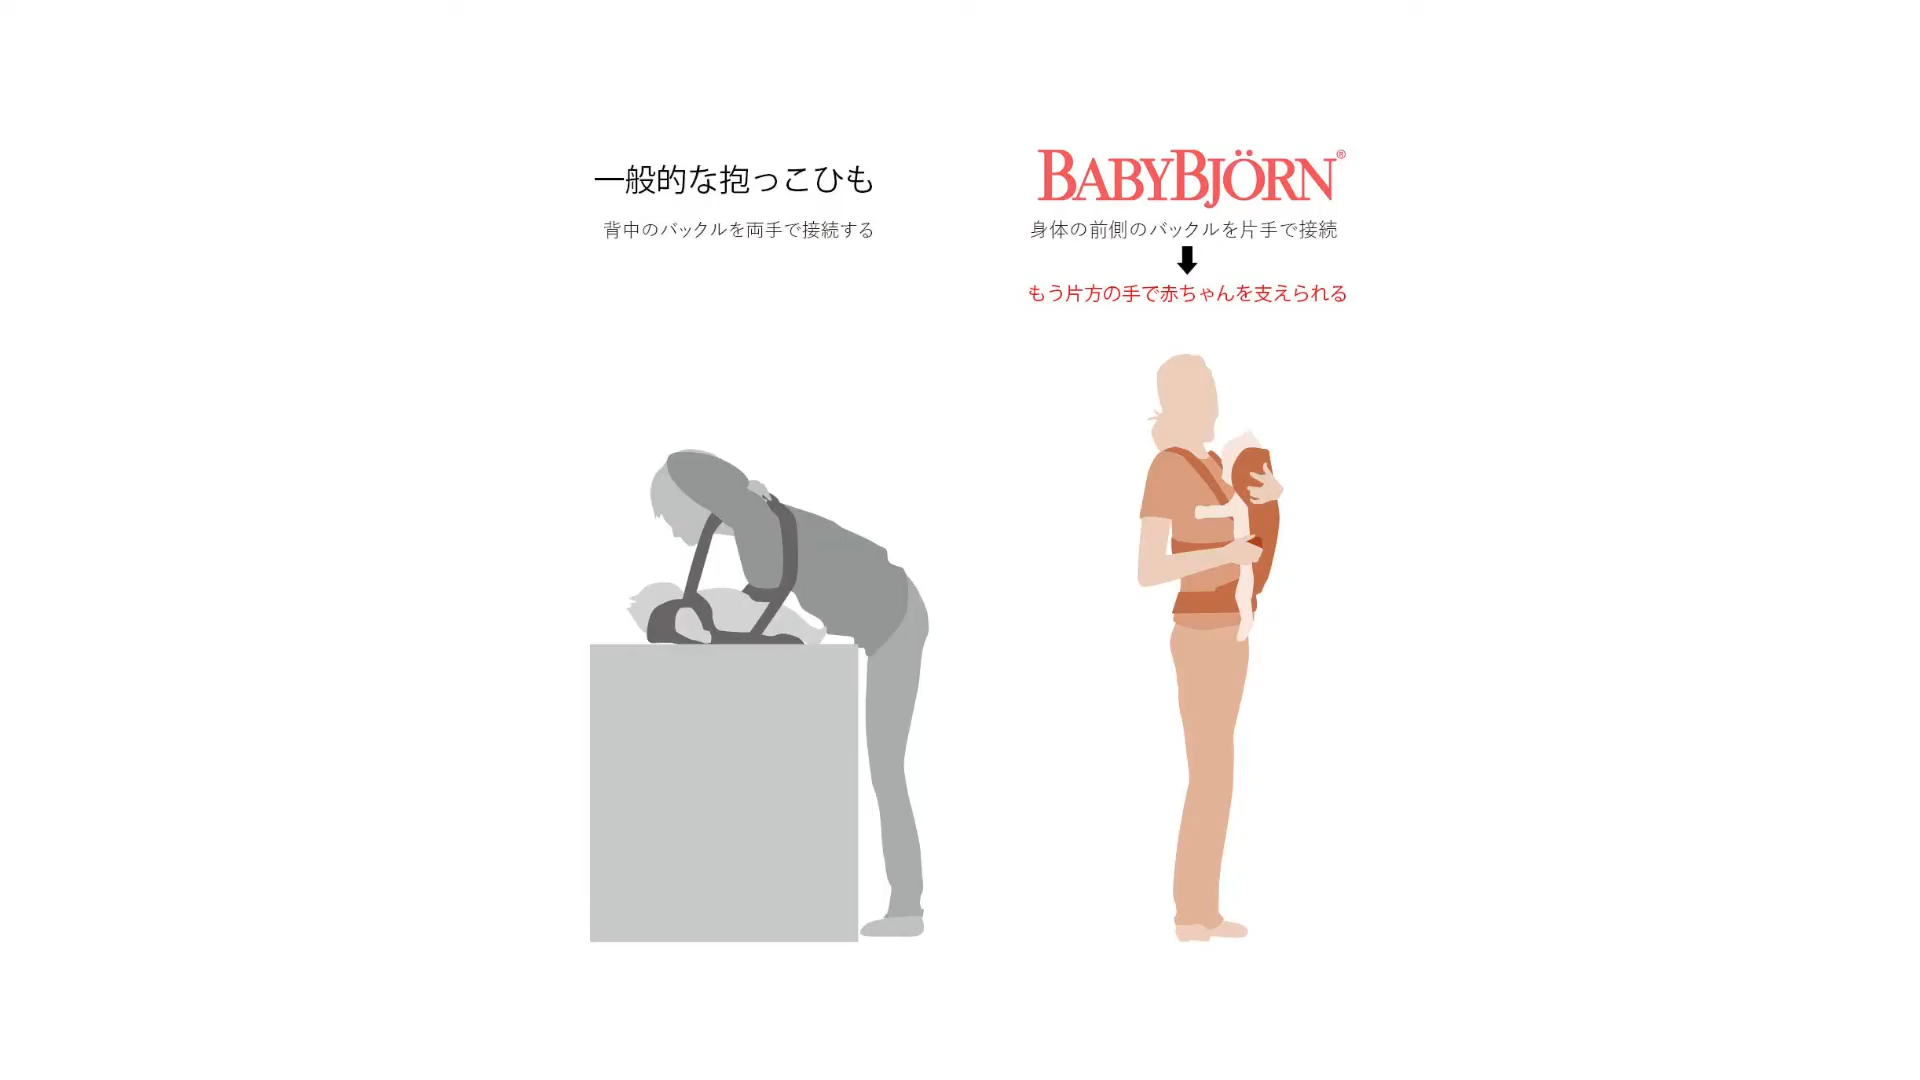 一般的な抱っこひも
背中のバックルを両手で接続する
BABYBJÖRN®
身体の前側のバックルを片手で接続
もう片方の手で赤ちゃんを支えられる